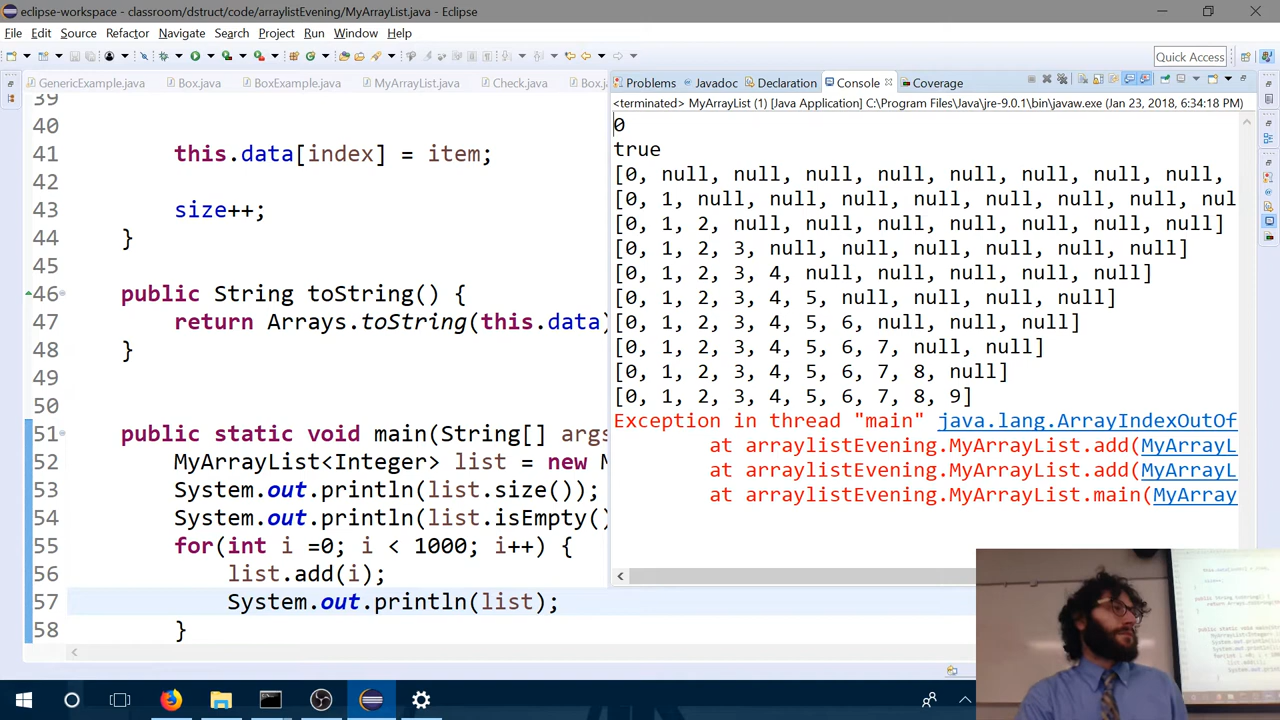 eclipse-workspace - classroom/dstruct/code/arraylistEvening/MyArrayList.java - Eclipse
File Edit Source Refactor Navigate Search Project Run Window Help
Quick Access
GenericExample.java Box.java BoxExample.java MyArrayList.java Check.java Box.j
39
40
41 this.data[index] = item;
42
43 size++;
44 }
45
46 public String toString() {
47 return Arrays.toString(this.data)
48 }
49
50
51 public static void main(String[] args
52 MyArrayList<Integer> list = new M
53 System.out.println(list.size());
54 System.out.println(list.isEmpty()
55 for(int i =0; i < 1000; i++) {
56 list.add(i);
57 System.out.println(list);
58 }
Problems Javadoc Declaration Console Coverage
<terminated> MyArrayList (1) [Java Application] C:\Program Files\Java\jre-9.0.1\bin\javaw.exe (Jan 23, 2018, 6:34:18 PM)
0
true
[0, null, null, null, null, null, null, null, null,
[0, 1, null, null, null, null, null, null, null, nul
[0, 1, 2, null, null, null, null, null, null, null]
[0, 1, 2, 3, null, null, null, null, null, null]
[0, 1, 2, 3, 4, null, null, null, null, null]
[0, 1, 2, 3, 4, 5, null, null, null, null]
[0, 1, 2, 3, 4, 5, 6, null, null, null]
[0, 1, 2, 3, 4, 5, 6, 7, null, null]
[0, 1, 2, 3, 4, 5, 6, 7, 8, null]
[0, 1, 2, 3, 4, 5, 6, 7, 8, 9]
Exception in thread "main" java.lang.ArrayIndexOutOf
at arraylistEvening.MyArrayList.add(MyArrayL
at arraylistEvening.MyArrayList.add(MyArrayL
at arraylistEvening.MyArrayList.main(MyArray